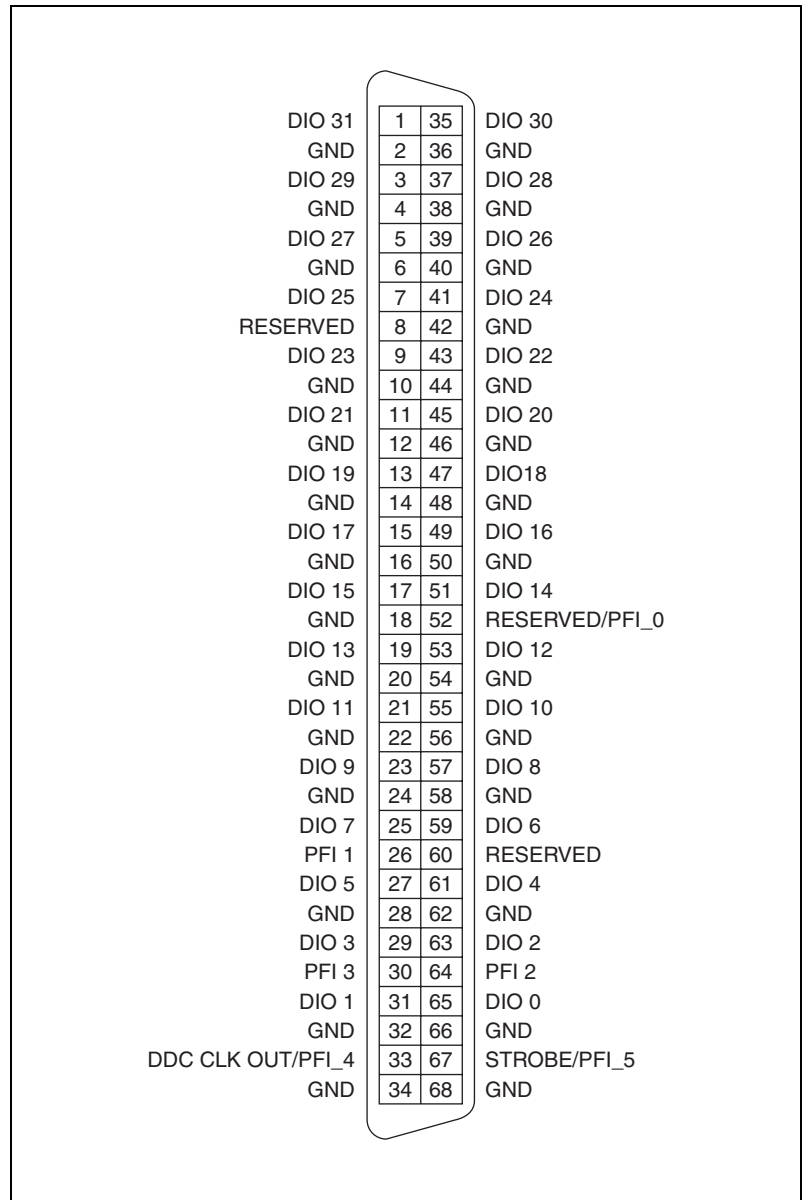 DIO 31 1 35 DIO 30
GND 2 36 GND
DIO 29 3 37 DIO 28
GND 4 38 GND
DIO 27 5 39 DIO 26
GND 6 40 GND
DIO 25 7 41 DIO 24
RESERVED 8 42 GND
DIO 23 9 43 DIO 22
GND 10 44 GND
DIO 21 11 45 DIO 20
GND 12 46 GND
DIO 19 13 47 DIO18
GND 14 48 GND
DIO 17 15 49 DIO 16
GND 16 50 GND
DIO 15 17 51 DIO 14
GND 18 52 RESERVED/PFI_0
DIO 13 19 53 DIO 12
GND 20 54 GND
DIO 11 21 55 DIO 10
GND 22 56 GND
DIO 9 23 57 DIO 8
GND 24 58 GND
DIO 7 25 59 DIO 6
PFI 1 26 60 RESERVED
DIO 5 27 61 DIO 4
GND 28 62 GND
DIO 3 29 63 DIO 2
PFI 3 30 64 PFI 2
DIO 1 31 65 DIO 0
GND 32 66 GND
DDC CLK OUT/PFI_4 33 67 STROBE/PFI_5
GND 34 68 GND